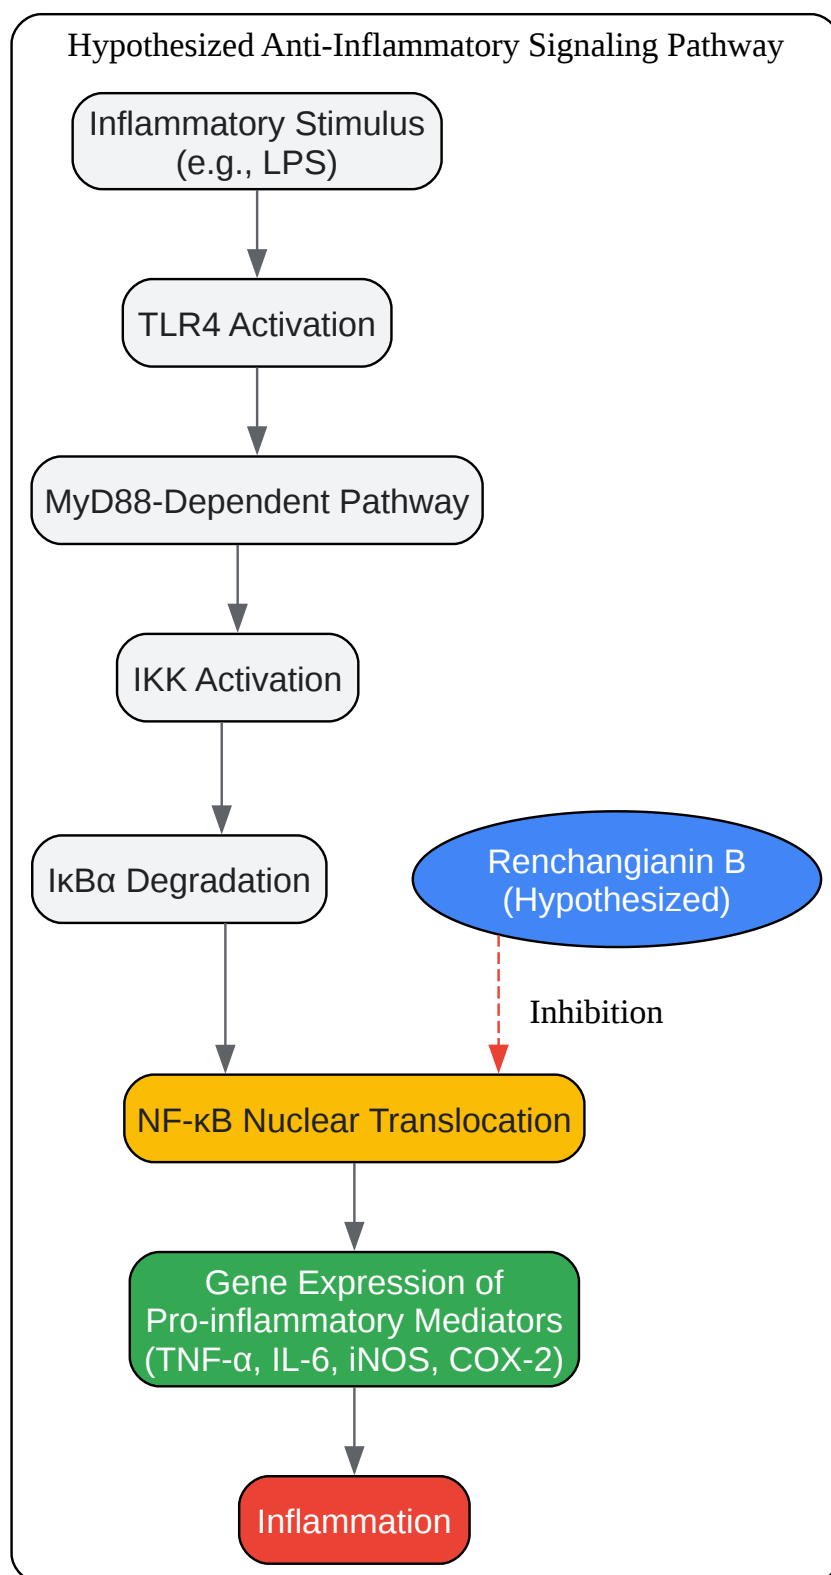 Hypothesized Anti-Inflammatory Signaling Pathway
Inflammatory Stimulus
(e.g., LPS)
TLR4 Activation
MyD88-Dependent Pathway
IKK Activation
IκBα Degradation
Renchangianin B
(Hypothesized)
Inhibition
NF-κB Nuclear Translocation
Gene Expression of
Pro-inflammatory Mediators
(TNF-α, IL-6, iNOS, COX-2)
Inflammation